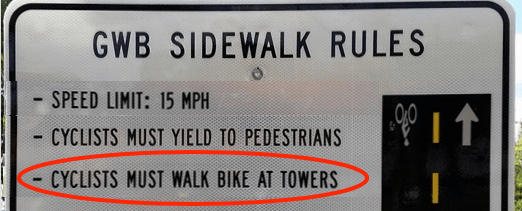 GWB SIDEWALK RULES
- SPEED LIMIT: 15 MPH
- CYCLISTS MUST YIELD TO PEDESTRIANS
- CYCLISTS MUST WALK BIKE AT TOWERS